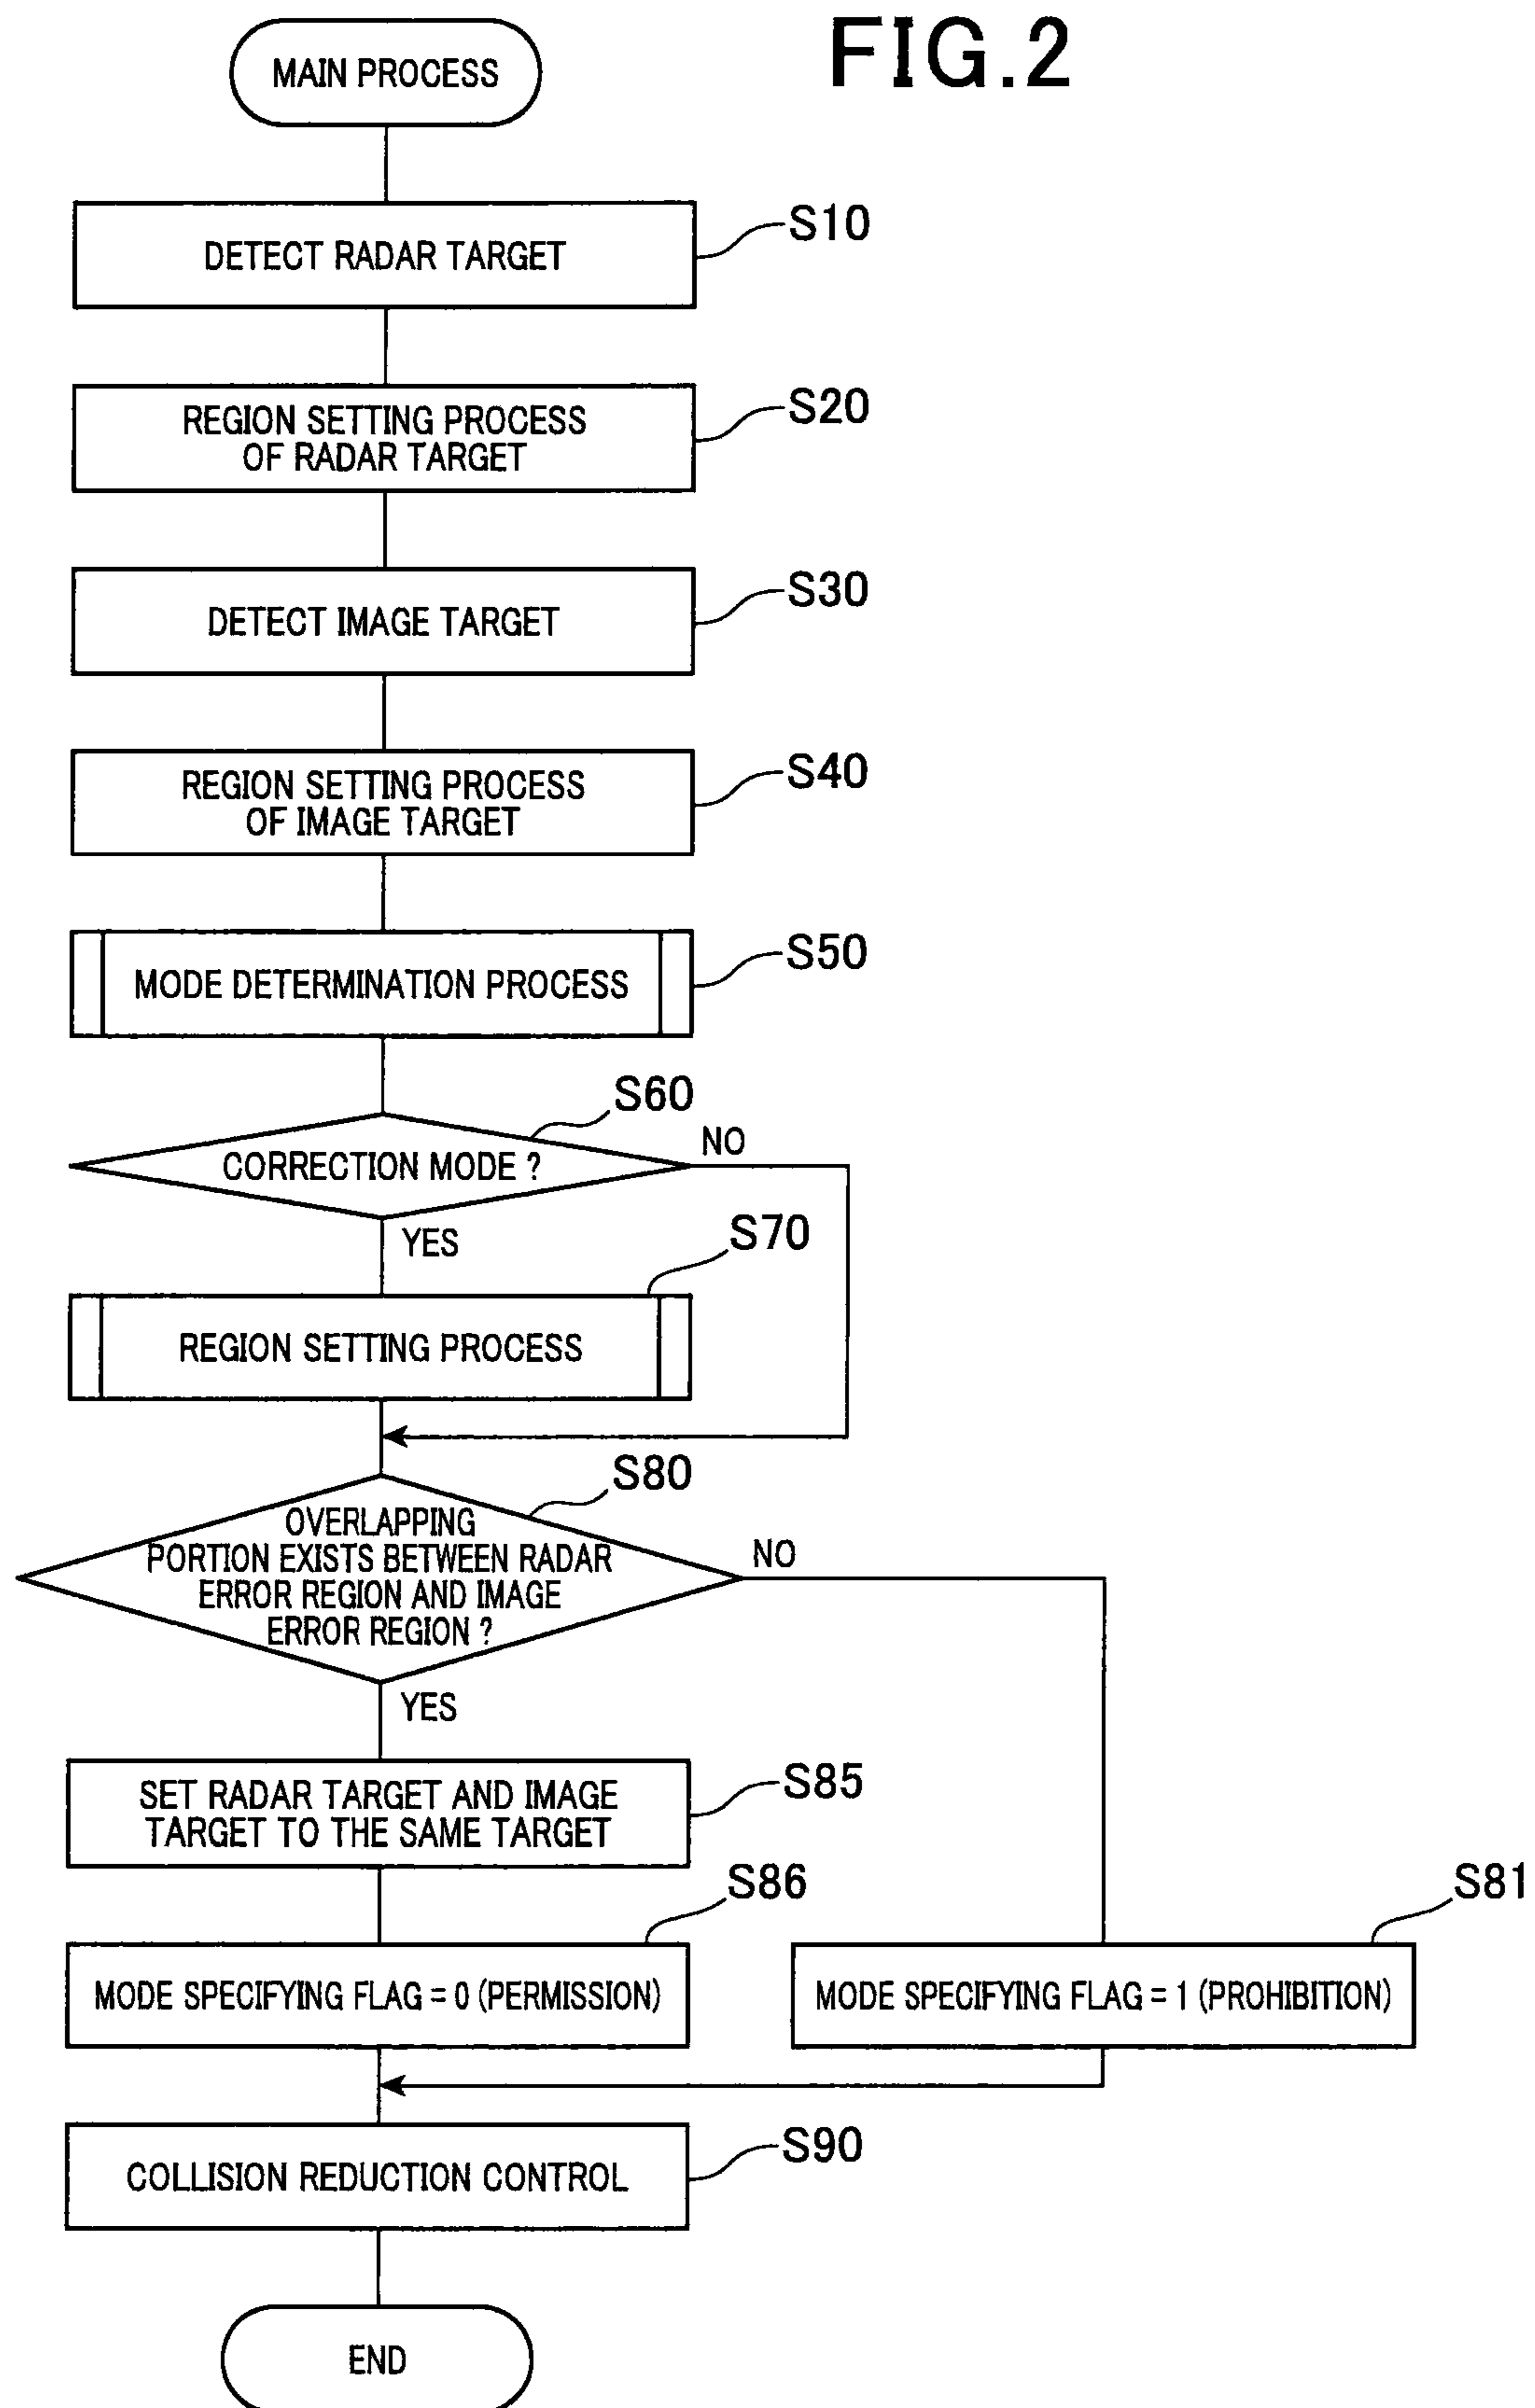 FIG.2
MAIN PROCESS
DETECT RADAR TARGET
S10
REGION SETTING PROCESS
OF RADAR TARGET
S20
DETECT IMAGE TARGET
S30
REGION SETTING PROCESS
OF IMAGE TARGET
S40
MODE DETERMINATION PROCESS
S50
S60
CORRECTION MODE ?
NO
YES
S70
REGION SETTING PROCESS
S80
OVERLAPPING
PORTION EXISTS BETWEEN RADAR
ERROR REGION AND IMAGE
ERROR REGION ?
NO
YES
SET RADAR TARGET AND IMAGE
TARGET TO THE SAME TARGET
S85
S86
MODE SPECIFYING FLAG = 0 (PERMISSION)
S81
MODE SPECIFYING FLAG = 1 (PROHIBITION)
COLLISION REDUCTION CONTROL
S90
END